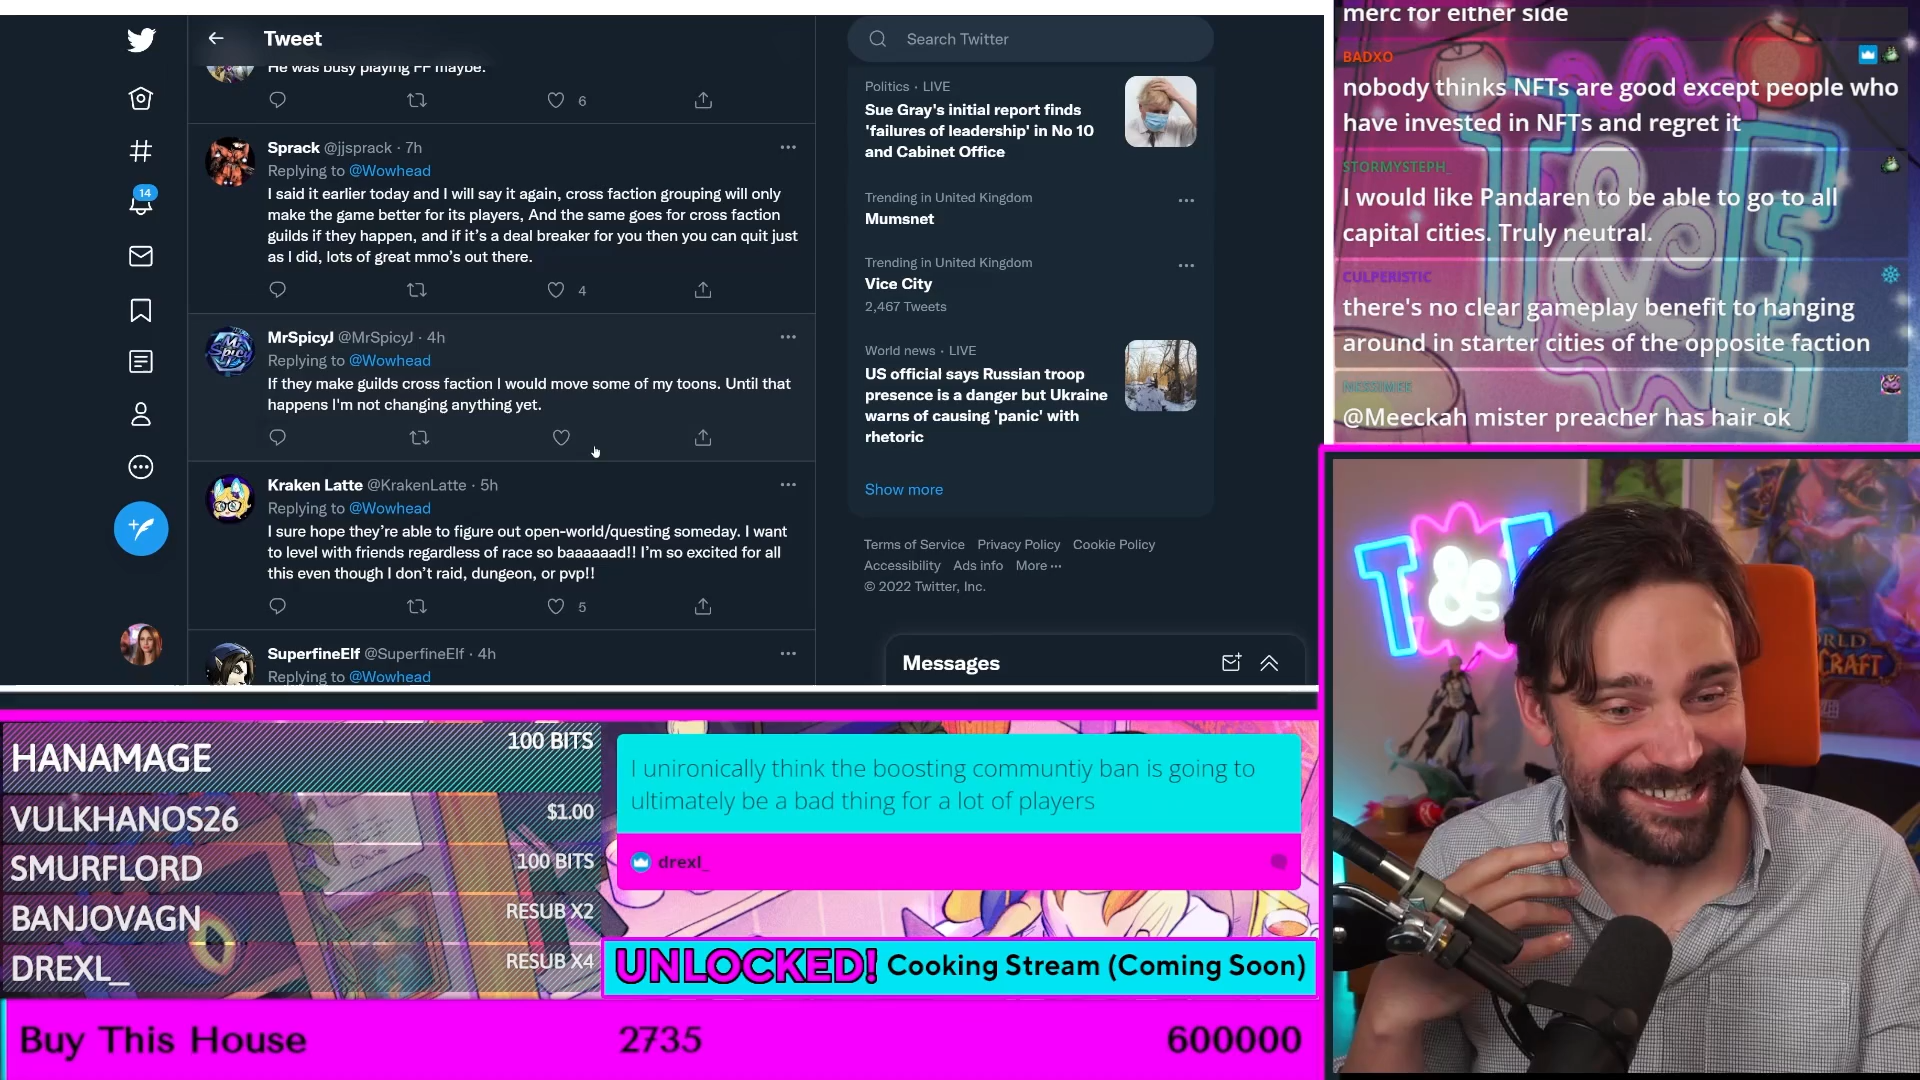 Tweet
He was busy playing FF maybe.
6
Sprack @jjsprack · 7h
Replying to @Wowhead
I said it earlier today and I will say it again, cross faction grouping will only
make the game better for its players, And the same goes for cross faction
guilds if they happen, and if it's a deal breaker for you then you can quit just
as I did, lots of great mmo's out there.
4
MrSpicyJ @MrSpicyJ · 4h
Replying to @Wowhead
If they make guilds cross faction I would move some of my toons. Until that
happens I'm not changing anything yet.
Kraken Latte @KrakenLatte · 5h
Replying to @Wowhead
I sure hope they're able to figure out open-world/questing someday. I want
to level with friends regardless of race so baaaaaad!! I'm so excited for all
this even though I don't raid, dungeon, or pvp!!
5
SuperfineElf @SuperfineElf · 4h
Replying to @Wowhead
14
Search Twitter
Politics · LIVE
Sue Gray's initial report finds
'failures of leadership' in No 10
and Cabinet Office
Trending in United Kingdom
Mumsnet
Trending in United Kingdom
Vice City
2,467 Tweets
World news · LIVE
US official says Russian troop
presence is a danger but Ukraine
warns of causing 'panic' with
rhetoric
Show more
Terms of Service Privacy Policy Cookie Policy
Accessibility Ads info More ···
© 2022 Twitter, Inc.
Messages
merc for either side
BADXO
nobody thinks NFTs are good except people who
have invested in NFTs and regret it
STORMYSTEPH_
I would like Pandaren to be able to go to all
capital cities. Truly neutral.
CULPERISTIC
there's no clear gameplay benefit to hanging
around in starter cities of the opposite faction
@Meeckah mister preacher has hair ok
T&E
T&
HANAMAGE 100 BITS
VULKHANOS26 $1.00
SMURFLORD 100 BITS
BANJOVAGN RESUB X2
DREXL_ RESUB X4
I unironically think the boosting communtiy ban is going to
ultimately be a bad thing for a lot of players
drexl_
UNLOCKED! Cooking Stream (Coming Soon)
Buy This House 2735 600000